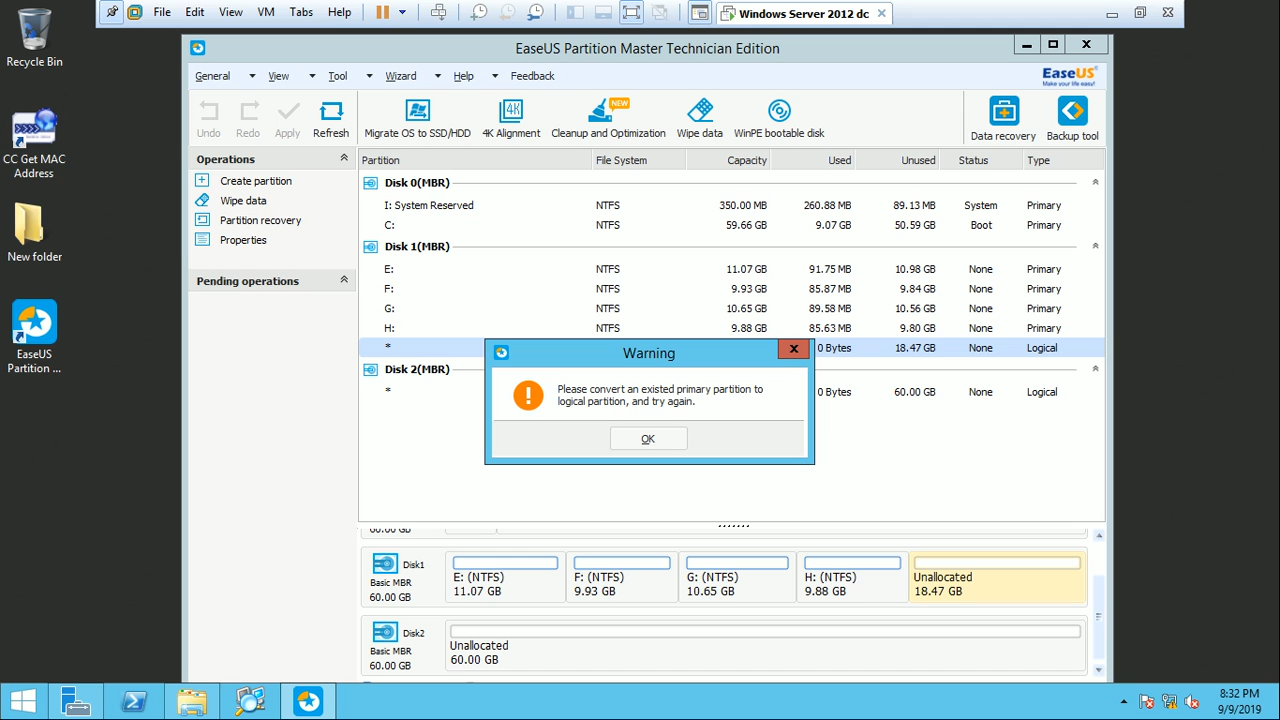 File Edit View VM Tabs Help
Windows Server 2012 dc
Recycle Bin
CC Get MAC
Address
New folder
EaseUS
Partition ...
EaseUS Partition Master Technician Edition
General View Tool Wizard Help Feedback
EaseUS
Make your life easy!
Undo Redo Apply Refresh Migrate OS to SSD/HDD 4K Alignment Cleanup and Optimization Wipe data WinPE bootable disk Data recovery Backup tool
4K
NEW
Operations
Create partition
Wipe data
Partition recovery
Properties
Pending operations
Partition File System Capacity Used Unused Status Type
Disk 0(MBR)
I: System Reserved NTFS 350.00 MB 260.88 MB 89.13 MB System Primary
C: NTFS 59.66 GB 9.07 GB 50.59 GB Boot Primary
Disk 1(MBR)
E: NTFS 11.07 GB 91.75 MB 10.98 GB None Primary
F: NTFS 9.93 GB 85.87 MB 9.84 GB None Primary
G: NTFS 10.65 GB 89.58 MB 10.56 GB None Primary
H: NTFS 9.88 GB 85.63 MB 9.80 GB None Primary
* 0 Bytes 18.47 GB None Logical
Disk 2(MBR)
* 0 Bytes 60.00 GB None Logical
Warning
Please convert an existed primary partition to
logical partition, and try again.
OK
60.00 GB
Disk1
Basic MBR
60.00 GB
E: (NTFS)
11.07 GB
F: (NTFS)
9.93 GB
G: (NTFS)
10.65 GB
H: (NTFS)
9.88 GB
Unallocated
18.47 GB
Disk2
Basic MBR
60.00 GB
Unallocated
60.00 GB
8:32 PM
9/9/2019